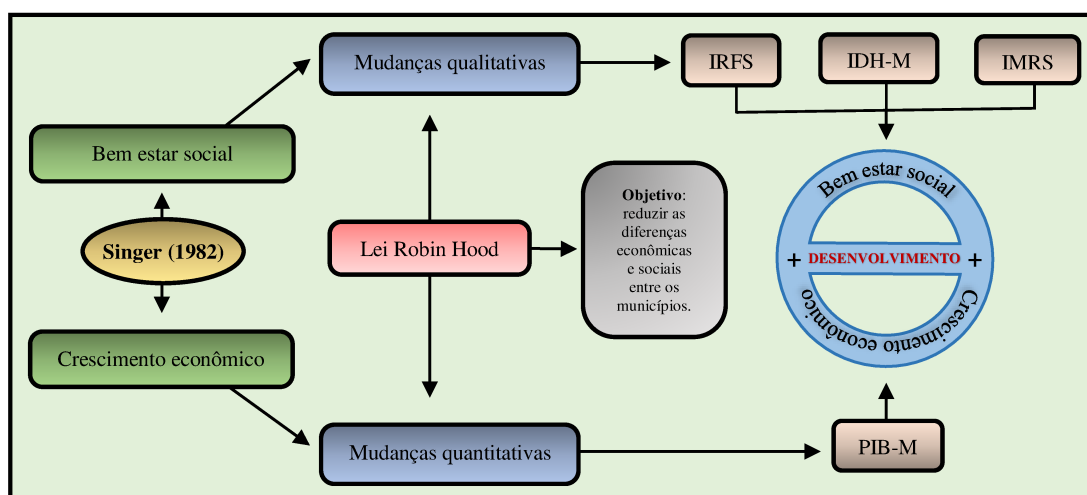 Mudanças qualitativas
IRFS
IDH-M
IMRS
Bem estar social
Singer (1982)
Crescimento econômico
Lei Robin Hood
Objetivo:
reduzir as
diferenças
econômicas
e sociais
entre os
municípios.
Bem estar social
+ DESENVOLVIMENTO +
Crescimento econômico
Mudanças quantitativas
PIB-M